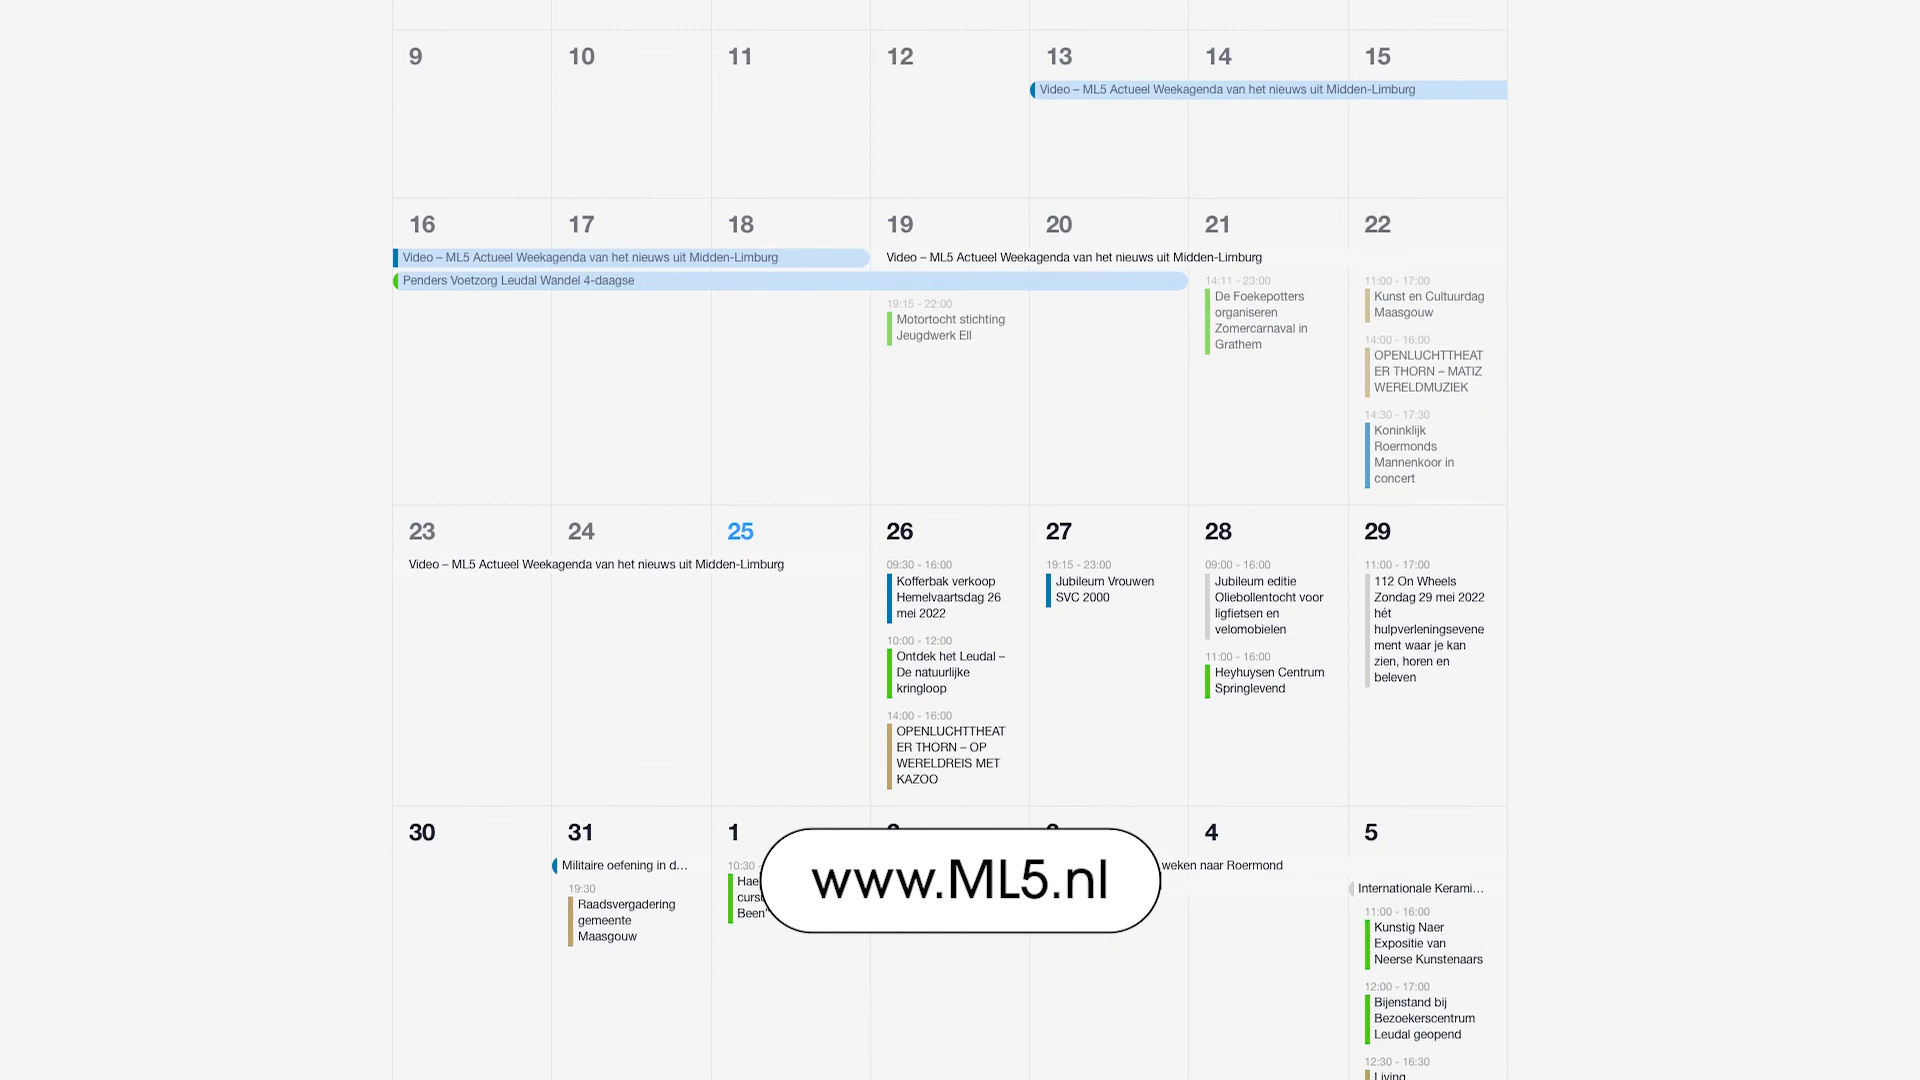 9
10
11
12
13
14
15
Video – ML5 Actueel Weekagenda van het nieuws uit Midden-Limburg
16
17
18
19
20
21
22
Video – ML5 Actueel Weekagenda van het nieuws uit Midden-Limburg
Video – ML5 Actueel Weekagenda van het nieuws uit Midden-Limburg
Penders Voetzorg Leudal Wandel 4-daagse
19:15 - 22:00
Motortocht stichting
Jeugdwerk Ell
14:11 - 23:00
De Foekepotters
organiseren
Zomercarnaval in
Grathem
11:00 - 17:00
Kunst en Cultuurdag
Maasgouw
14:00 - 16:00
OPENLUCHTTHEAT
ER THORN – MATIZ
WERELDMUZIEK
14:30 - 17:30
Koninklijk
Roermonds
Mannenkoor in
concert
23
24
25
26
27
28
29
Video – ML5 Actueel Weekagenda van het nieuws uit Midden-Limburg
09:30 - 16:00
Kofferbak verkoop
Hemelvaartsdag 26
mei 2022
10:00 - 12:00
Ontdek het Leudal –
De natuurlijke
kringloop
14:00 - 16:00
OPENLUCHTTHEAT
ER THORN – OP
WERELDREIS MET
KAZOO
19:15 - 23:00
Jubileum Vrouwen
SVC 2000
09:00 - 16:00
Jubileum editie
Oliebollentocht voor
ligfietsen en
velomobielen
11:00 - 16:00
Heyhuysen Centrum
Springlevend
11:00 - 17:00
112 On Wheels
Zondag 29 mei 2022
hét
hulpverleningsevene
ment waar je kan
zien, horen en
beleven
30
31
1
4
5
Militaire oefening in d...
weken naar Roermond
19:30
Raadsvergadering
gemeente
Maasgouw
10:30
Hae
curs
Been"
www.ML5.nl
Internationale Kerami...
11:00 - 16:00
Kunstig Naer
Expositie van
Neerse Kunstenaars
12:00 - 17:00
Bijenstand bij
Bezoekerscentrum
Leudal geopend
12:30 - 16:30
Living